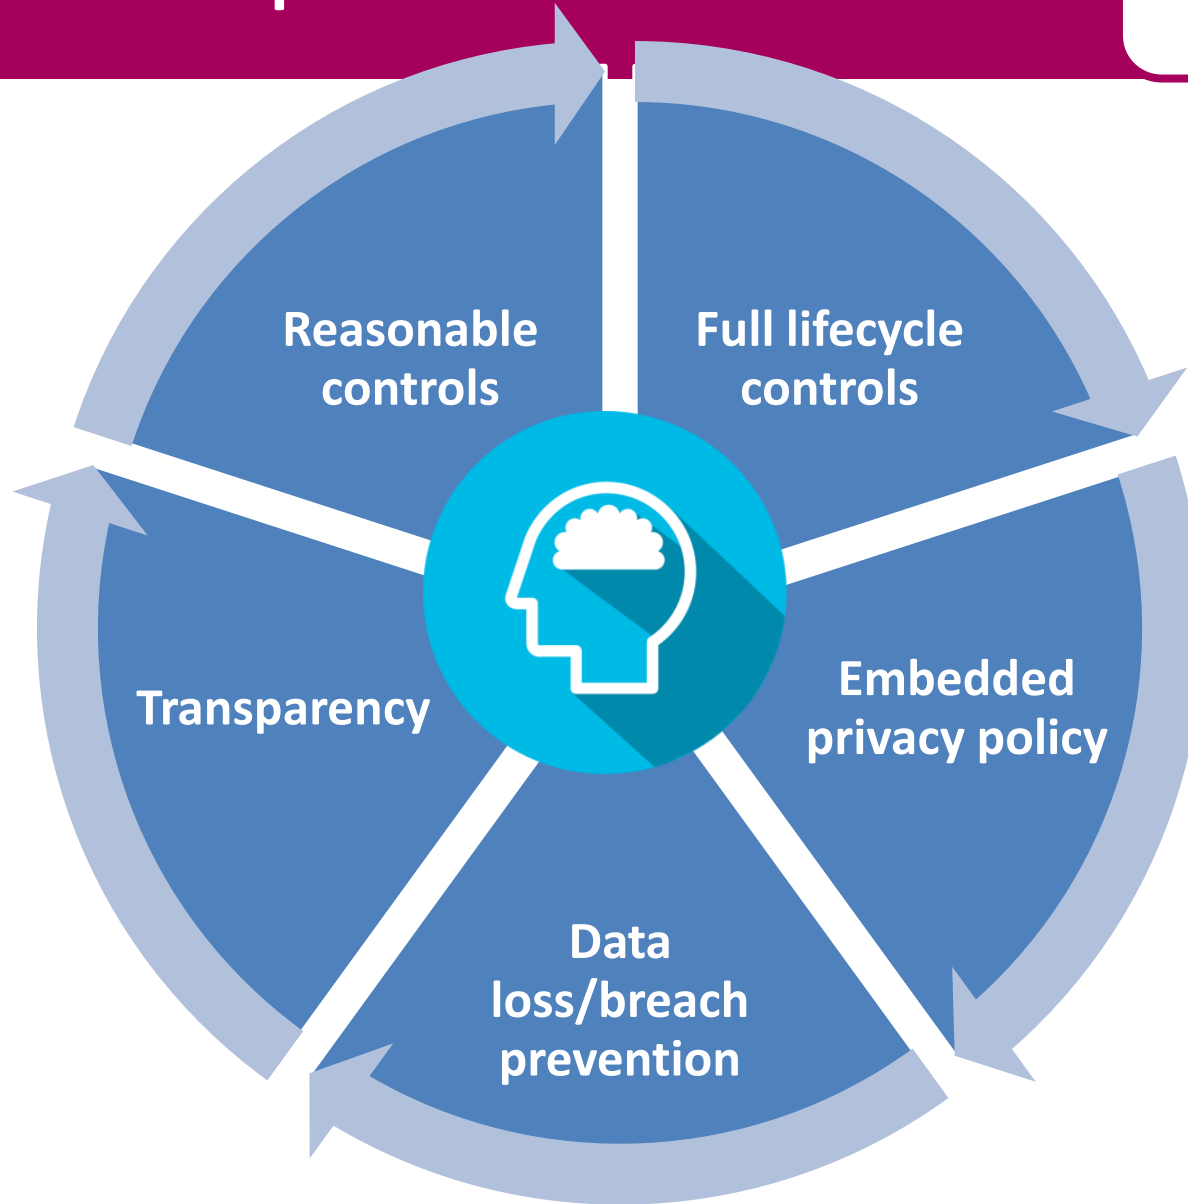 Reasonable
controls
Full lifecycle
controls
Transparency
Embedded
privacy policy
Data
loss/breach
prevention